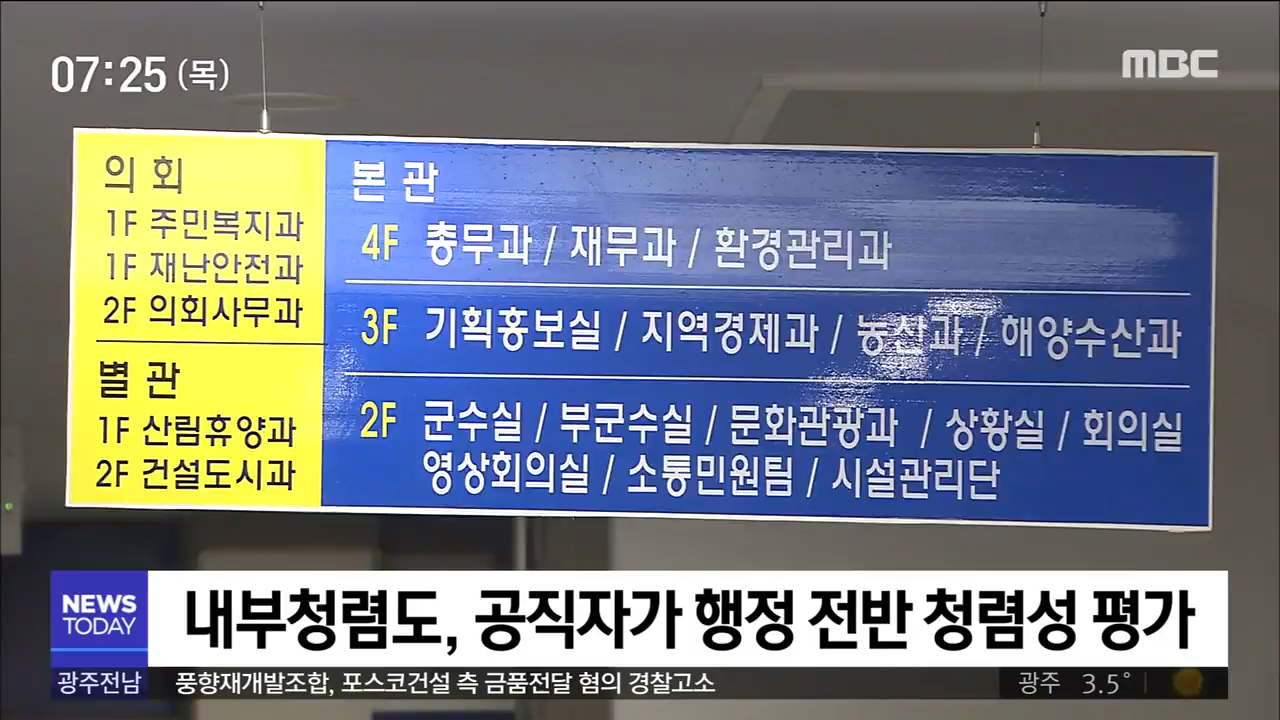 07:25 (목)
MBC
의 회
1F 주민복지과
1F 재난안전과
2F 의회사무과
별 관
1F 산림휴양과
2F 건설도시과
본 관
4F 총무과 / 재무과 / 환경관리과
3F 기획홍보실 / 지역경제과 / 농산과 / 해양수산과
2F 군수실 / 부군수실 / 문화관광과 / 상황실 / 회의실
영상회의실 / 소통민원팀 / 시설관리단
NEWS
TODAY
내부청렴도, 공직자가 행정 전반 청렴성 평가
광주전남
풍향재개발조합, 포스코건설 측 금품전달 혐의 경찰고소
광주 3.5°